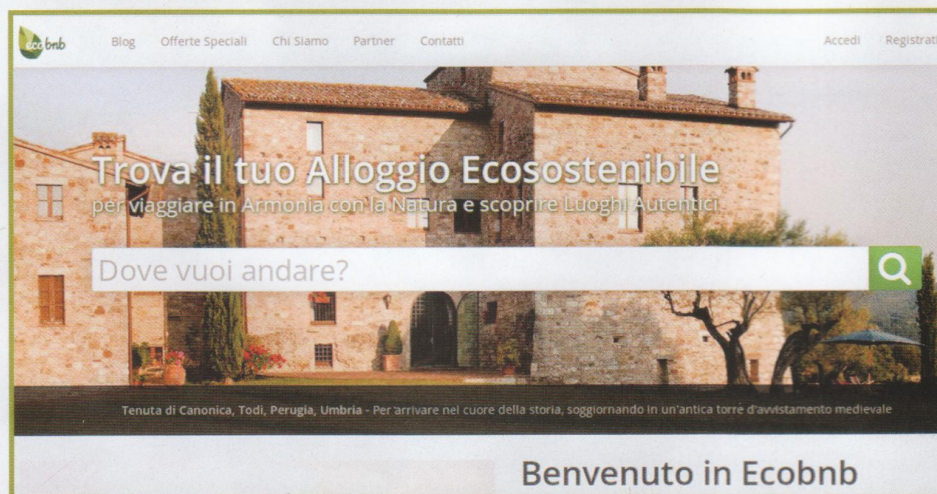 ecobnb
Blog Offerte Speciali Chi Siamo Partner Contatti Accedi Registrati
Trova il tuo Alloggio Ecosostenibile
per viaggiare in Armonia con la Natura e scoprire Luoghi Autentici.
Dove vuoi andare?
Tenuta di Canonica, Todi, Perugia, Umbria - Per arrivare nel cuore della storia, soggiornando in un'antica torre d'avvistamento medievale
Benvenuto in Ecobnb